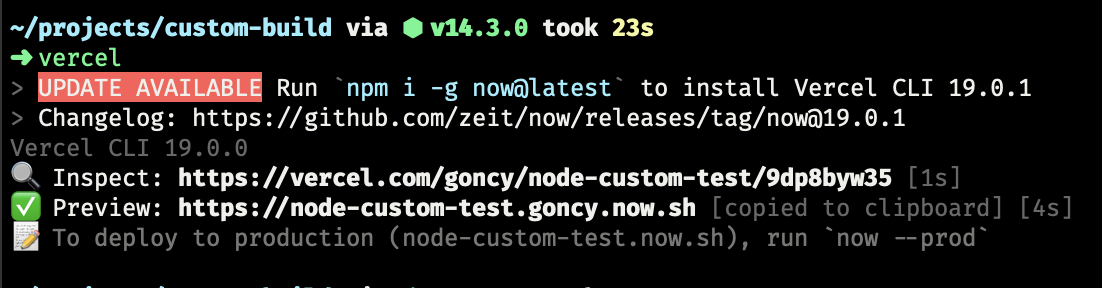 ~/projects/custom-build via ⬢ v14.3.0 took 23s
➜ vercel
> UPDATE AVAILABLE Run `npm i -g now@latest` to install Vercel CLI 19.0.1
> Changelog: https://github.com/zeit/now/releases/tag/now@19.0.1
Vercel CLI 19.0.0
🔍 Inspect: https://vercel.com/goncy/node-custom-test/9dp8byw35 [1s]
✅ Preview: https://node-custom-test.goncy.now.sh [copied to clipboard] [4s]
📝 To deploy to production (node-custom-test.now.sh), run `now --prod`